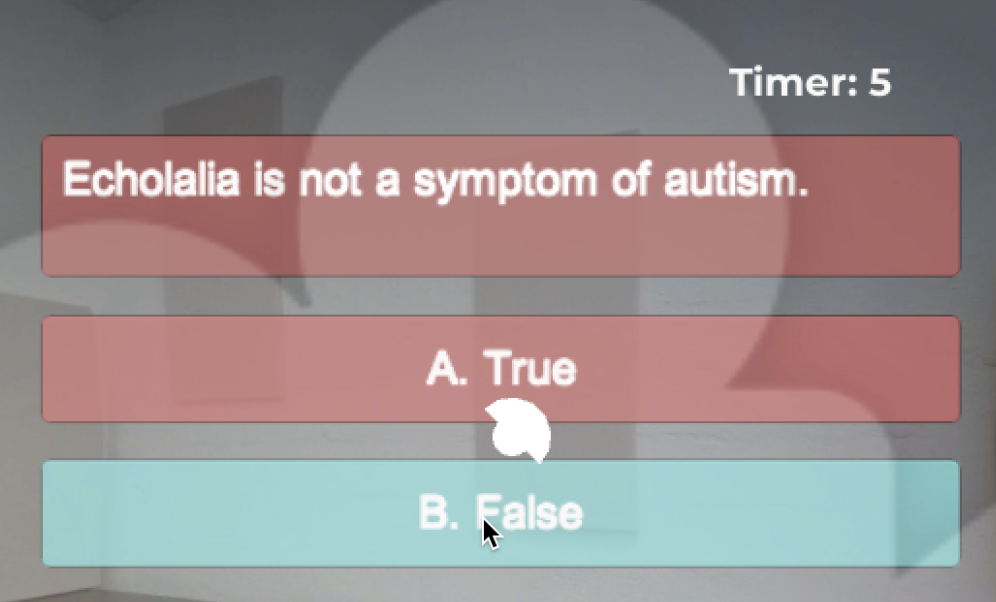 Timer: 5
Echolalia is not a symptom of autism.
A. True
B. False